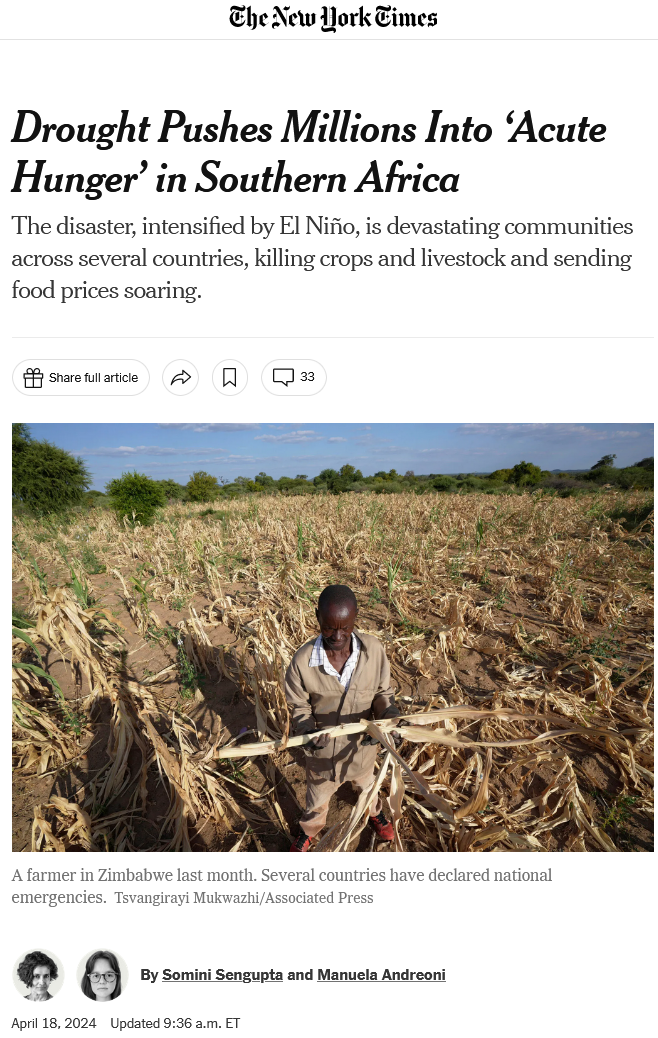 The New York Times
Drought Pushes Millions Into ‘Acute
Hunger’ in Southern Africa
The disaster, intensified by El Niño, is devastating communities
across several countries, killing crops and livestock and sending
food prices soaring.
Share full article
33
A farmer in Zimbabwe last month. Several countries have declared national
emergencies. Tsvangirayi Mukwazhi/Associated Press
By Somini Sengupta and Manuela Andreoni
April 18, 2024 Updated 9:36 a.m. ET